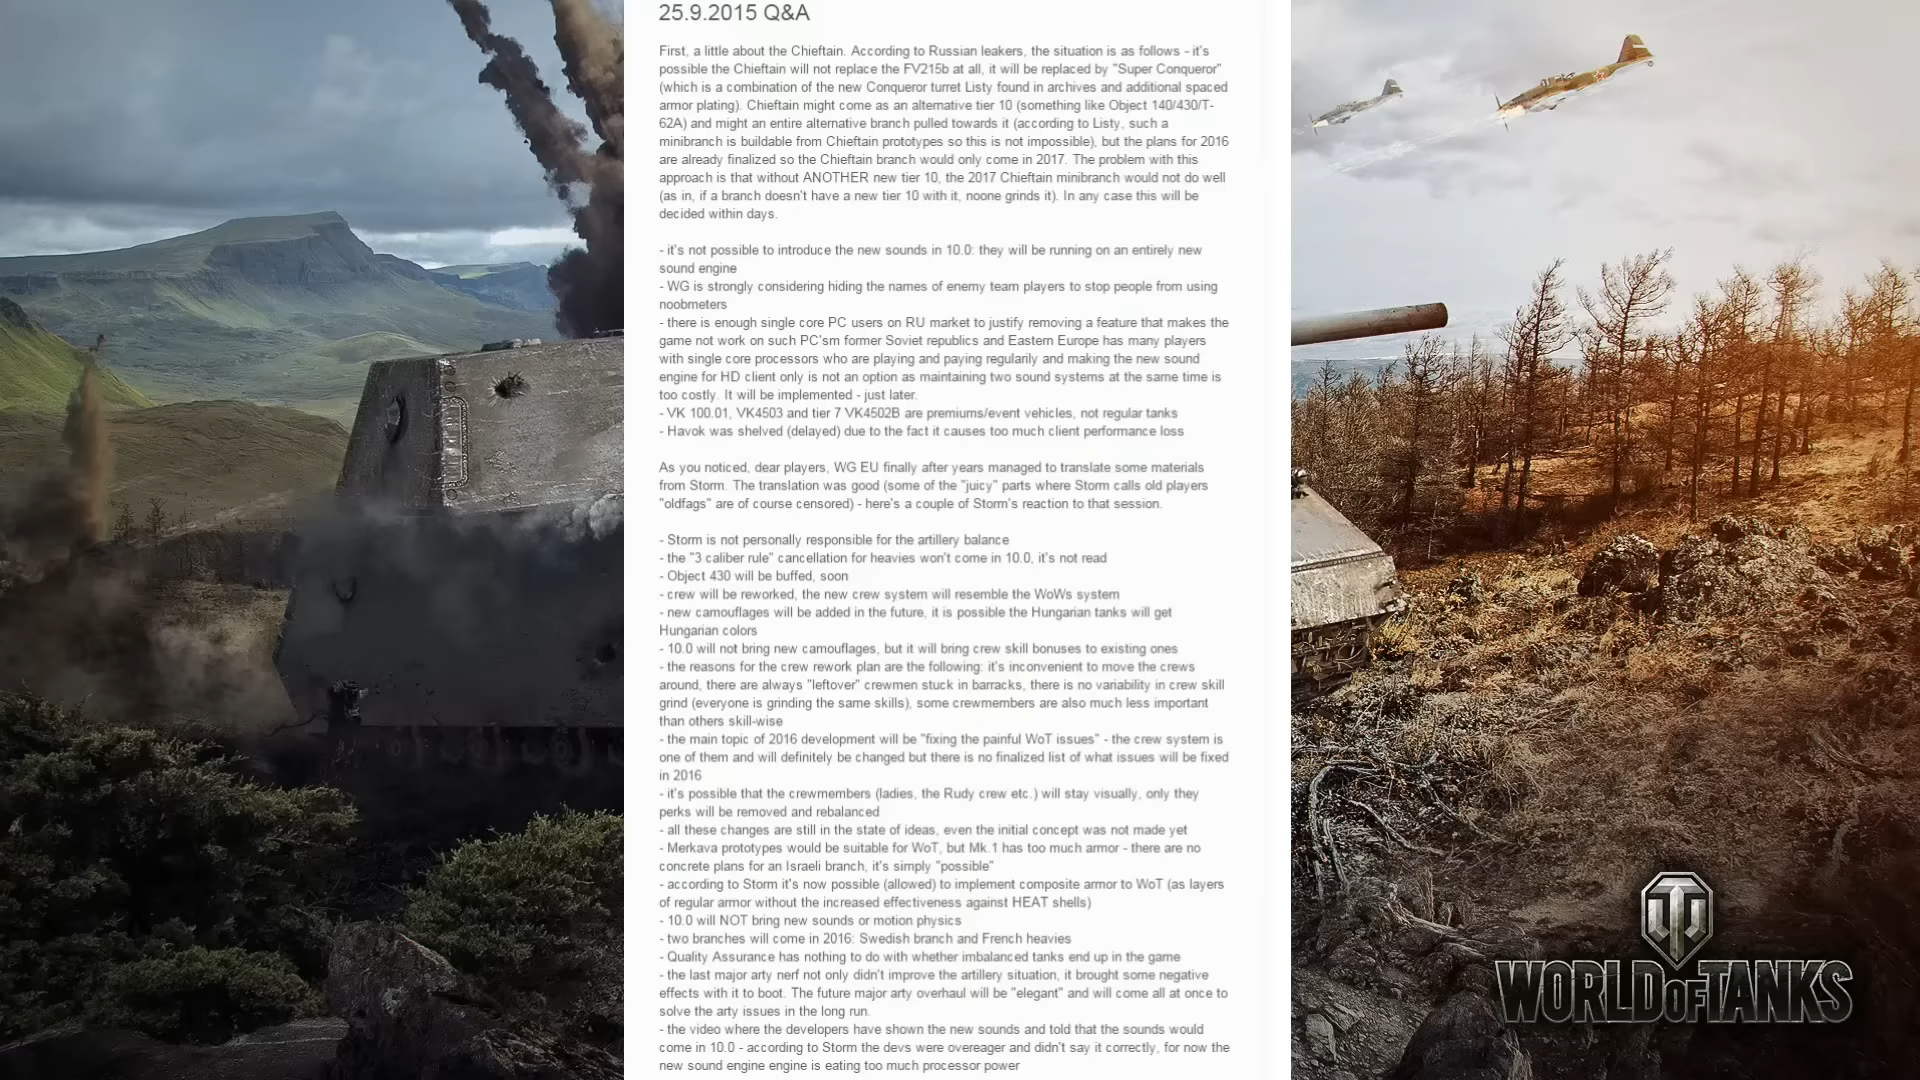 25.9.2015 Q&A
First, a little about the Chieftain. According to Russian leakers, the situation is as follows - it's
possible the Chieftain will not replace the FV215b at all, it will be replaced by "Super Conqueror"
(which is a combination of the new Conqueror turret Listy found in archives and additional spaced
armor plating). Chieftain might come as an alternative tier 10 (something like Object 140/430/T-
62A) and might an entire alternative branch pulled towards it (according to Listy, such a
minibranch is buildable from Chieftain prototypes so this is not impossible), but the plans for 2016
are already finalized so the Chieftain branch would only come in 2017. The problem with this
approach is that without ANOTHER new tier 10, the 2017 Chieftain minibranch would not do well
(as in, if a branch doesn't have a new tier 10 with it, noone grinds it). In any case this will be
decided within days.
- it's not possible to introduce the new sounds in 10.0: they will be running on an entirely new
sound engine
- WG is strongly considering hiding the names of enemy team players to stop people from using
noobmeters
- there is enough single core PC users on RU market to justify removing a feature that makes the
game not work on such PC'sm former Soviet republics and Eastern Europe has many players
with single core processors who are playing and paying regularily and making the new sound
engine for HD client only is not an option as maintaining two sound systems at the same time is
too costly. It will be implemented - just later.
- VK 100.01, VK4503 and tier 7 VK4502B are premiums/event vehicles, not regular tanks
- Havok was shelved (delayed) due to the fact it causes too much client performance loss
As you noticed, dear players, WG EU finally after years managed to translate some materials
from Storm. The translation was good (some of the "juicy" parts where Storm calls old players
"oldfags" are of course censored) - here's a couple of Storm's reaction to that session.
- Storm is not personally responsible for the artillery balance
- the "3 caliber rule" cancellation for heavies won't come in 10.0, it's not read
- Object 430 will be buffed, soon
- crew will be reworked, the new crew system will resemble the WoWs system
- new camouflages will be added in the future, it is possible the Hungarian tanks will get
Hungarian colors
- 10.0 will not bring new camouflages, but it will bring crew skill bonuses to existing ones
- the reasons for the crew rework plan are the following: it's inconvenient to move the crews
around, there are always "leftover" crewmen stuck in barracks, there is no variability in crew skill
grind (everyone is grinding the same skills), some crewmembers are also much less important
than others skill-wise
- the main topic of 2016 development will be "fixing the painful WoT issues" - the crew system is
one of them and will definitely be changed but there is no finalized list of what issues will be fixed
in 2016
- it's possible that the crewmembers (ladies, the Rudy crew etc.) will stay visually, only they
perks will be removed and rebalanced
- all these changes are still in the state of ideas, even the initial concept was not made yet
- Merkava prototypes would be suitable for WoT, but Mk.1 has too much armor - there are no
concrete plans for an Israeli branch, it's simply "possible"
- according to Storm it's now possible (allowed) to implement composite armor to WoT (as layers
of regular armor without the increased effectiveness against HEAT shells)
- 10.0 will NOT bring new sounds or motion physics
- two branches will come in 2016: Swedish branch and French heavies
- Quality Assurance has nothing to do with whether imbalanced tanks end up in the game
- the last major arty nerf not only didn't improve the artillery situation, it brought some negative
effects with it to boot. The future major arty overhaul will be "elegant" and will come all at once to
solve the arty issues in the long run.
- the video where the developers have shown the new sounds and told that the sounds would
come in 10.0 - according to Storm the devs were overeager and didn't say it correctly, for now the
new sound engine engine is eating too much processor power
WORLD OF TANKS